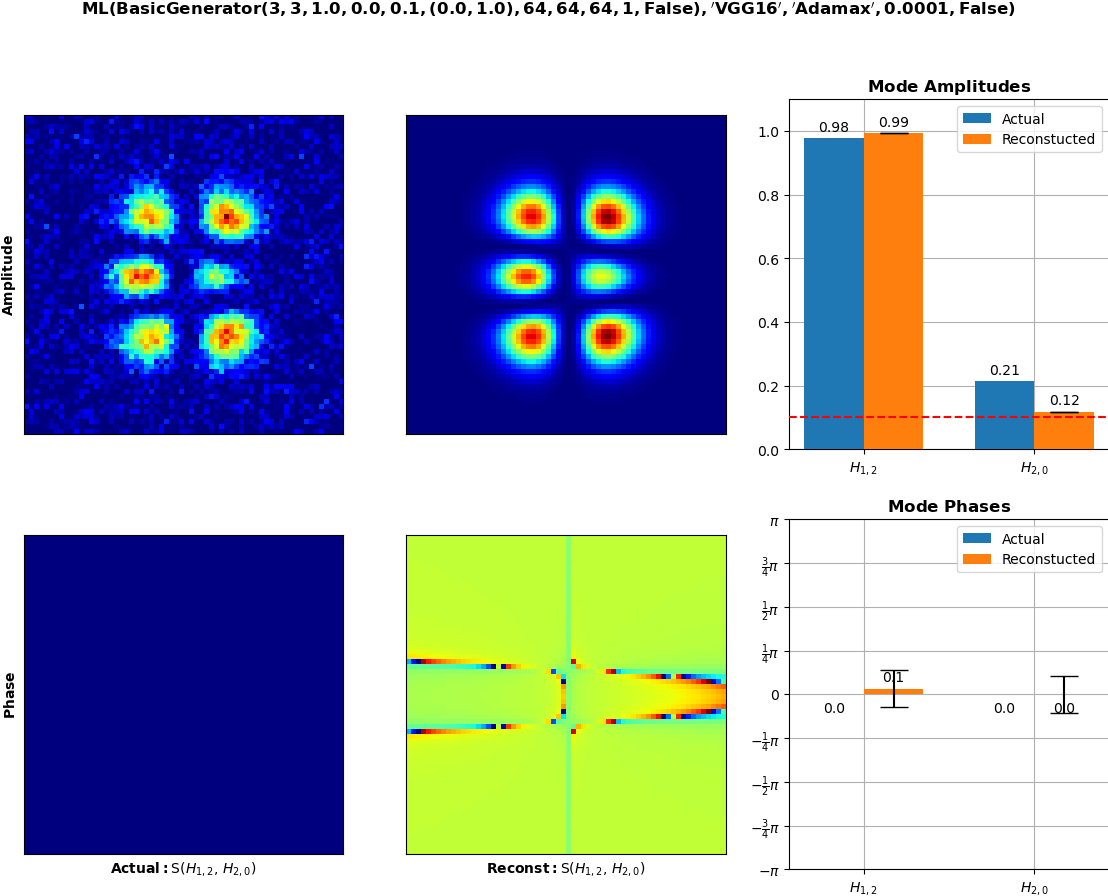 ML(BasicGenerator(3, 3, 1.0, 0.0, 0.1, (0.0, 1.0), 64, 64, 64, 1, False), ′VGG16′, ′Adamax′, 0.0001, False)
Mode Amplitudes
Actual
Reconstucted
0.98
0.99
0.21
0.12
1.0
0.8
0.6
0.4
0.2
0.0
H1,2
H2,0
Amplitude
Mode Phases
Actual
Reconstucted
π
3/4π
1/2π
1/4π
0
−1/4π
−1/2π
−3/4π
−π
0.0
0.1
0.0
0.0
H1,2
H2,0
Phase
Actual: S(H1,2, H2,0)
Reconst: S(H1,2, H2,0)